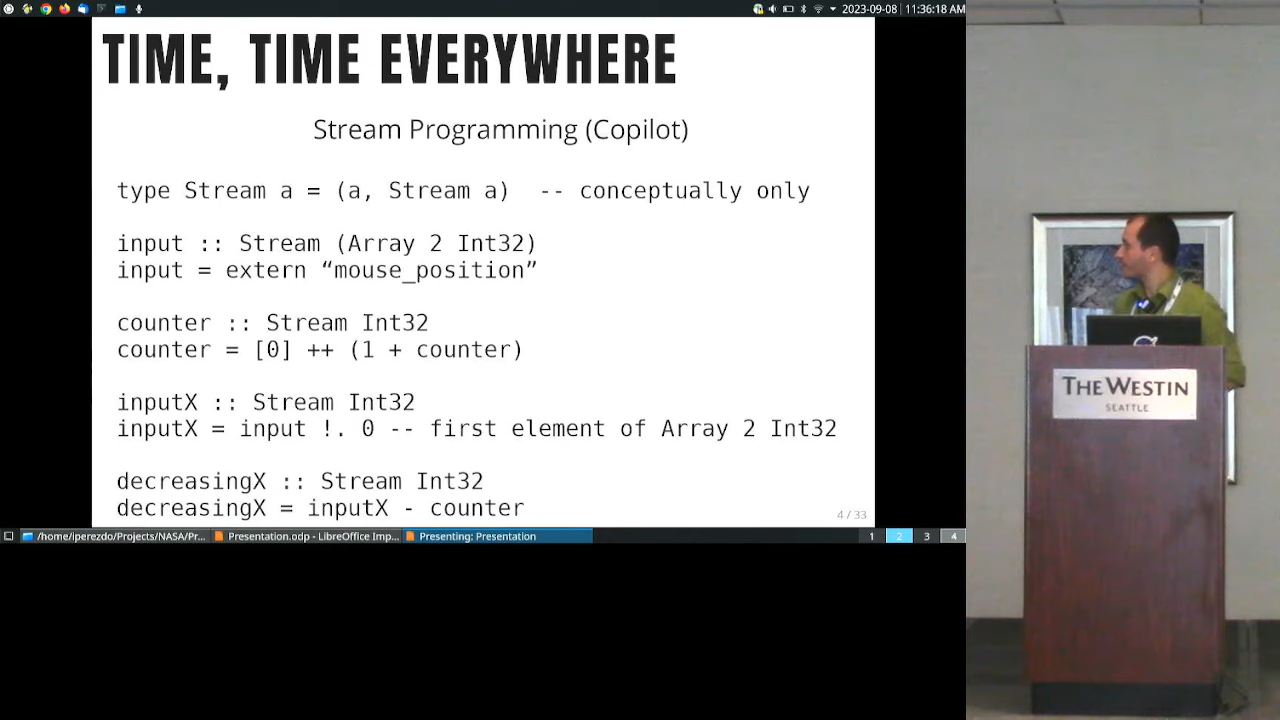 2023-09-08 11:36:18 AM
TIME, TIME EVERYWHERE
Stream Programming (Copilot)
type Stream a = (a, Stream a) -- conceptually only
input :: Stream (Array 2 Int32)
input = extern “mouse_position”
counter :: Stream Int32
counter = [0] ++ (1 + counter)
inputX :: Stream Int32
inputX = input !. 0 -- first element of Array 2 Int32
decreasingX :: Stream Int32
decreasingX = inputX - counter
4 / 33
/home/iperezdo/Projects/NASA/Pr... Presentation.odp - LibreOffice Imp... Presenting: Presentation 1 2 3 4
THE WESTIN
SEATTLE